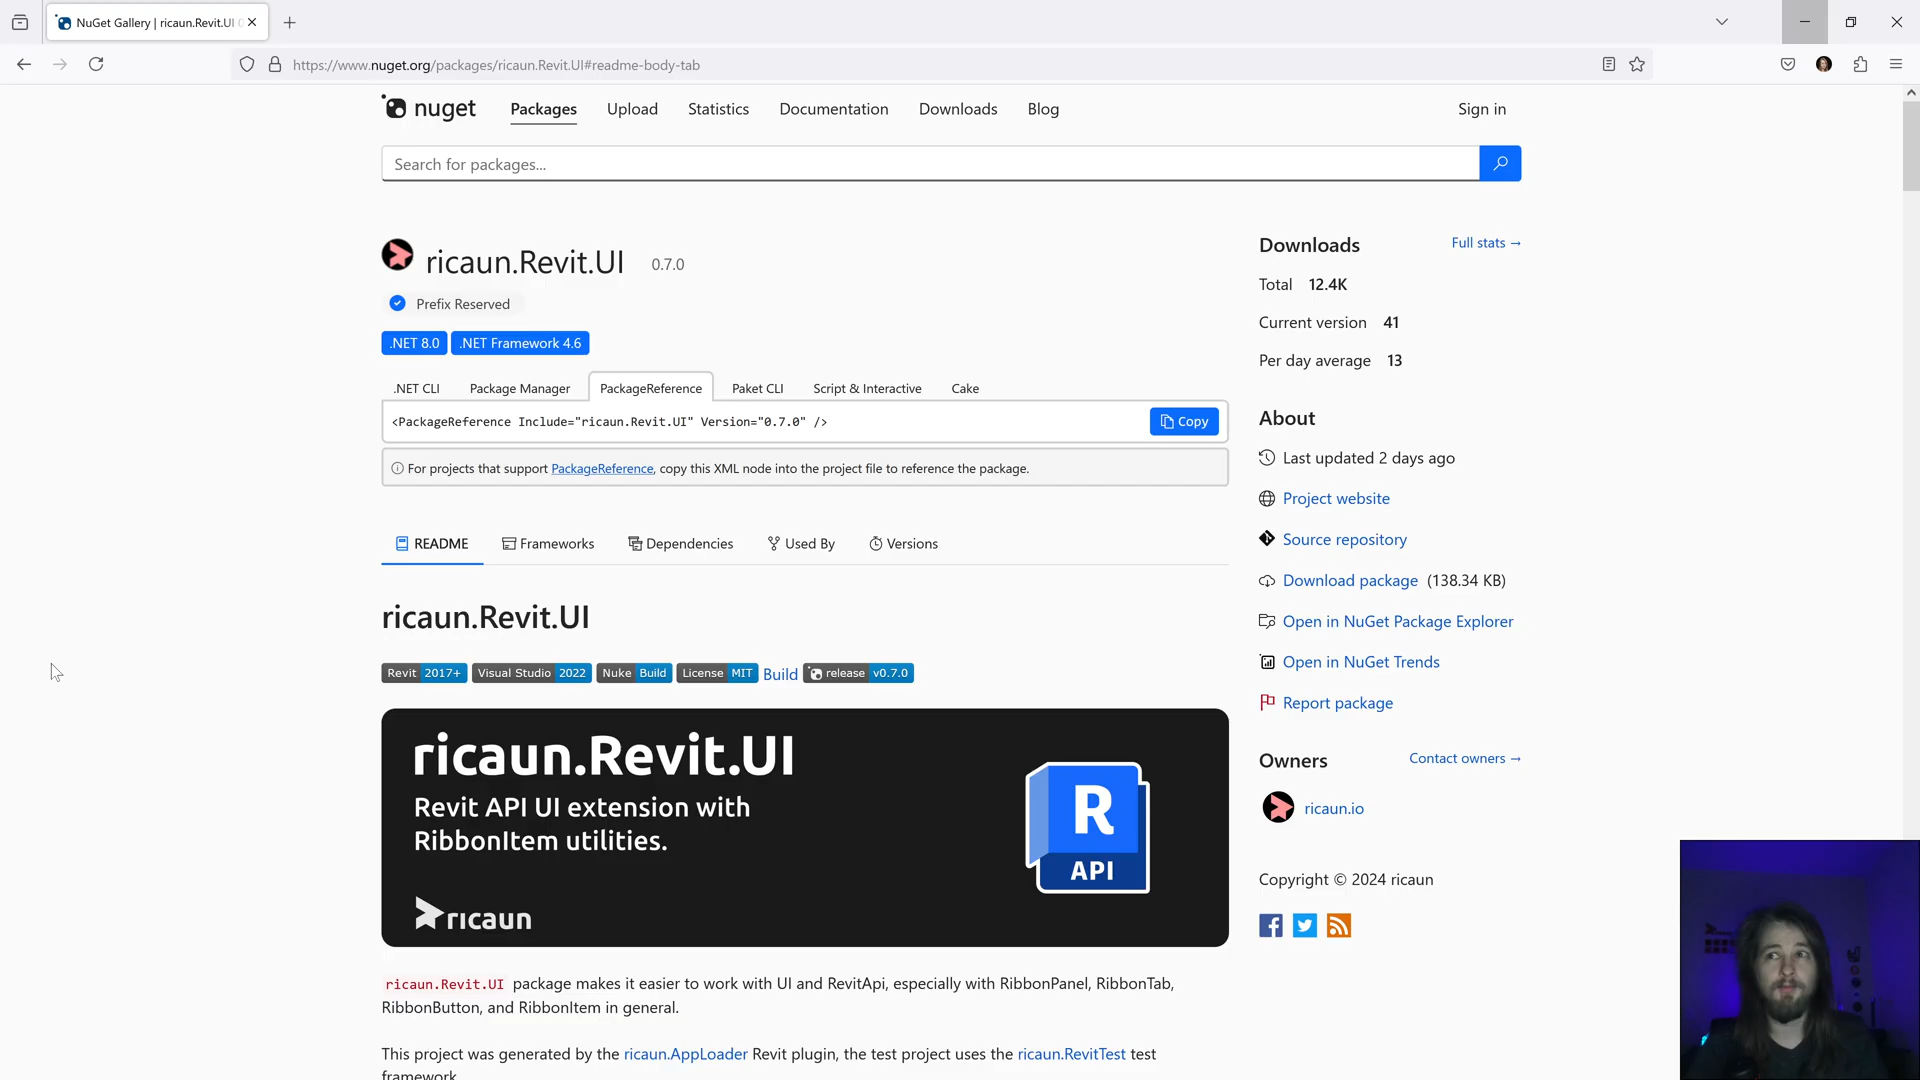 NuGet Gallery | ricaun.Revit.UI
https://www.nuget.org/packages/ricaun.Revit.UI#readme-body-tab
nuget Packages Upload Statistics Documentation Downloads Blog Sign in
Search for packages...
ricaun.Revit.UI 0.7.0
Prefix Reserved
.NET 8.0 .NET Framework 4.6
.NET CLI Package Manager PackageReference Paket CLI Script & Interactive Cake
<PackageReference Include="ricaun.Revit.UI" Version="0.7.0" />
Copy
For projects that support PackageReference, copy this XML node into the project file to reference the package.
README Frameworks Dependencies Used By Versions
ricaun.Revit.UI
Revit 2017+ Visual Studio 2022 Nuke Build License MIT Build release v0.7.0
ricaun.Revit.UI
Revit API UI extension with
RibbonItem utilities.
R
API
ricaun
ricaun.Revit.UI package makes it easier to work with UI and RevitApi, especially with RibbonPanel, RibbonTab,
RibbonButton, and RibbonItem in general.
This project was generated by the ricaun.AppLoader Revit plugin, the test project uses the ricaun.RevitTest test
framework
Downloads Full stats →
Total 12.4K
Current version 41
Per day average 13
About
Last updated 2 days ago
Project website
Source repository
Download package (138.34 KB)
Open in NuGet Package Explorer
Open in NuGet Trends
Report package
Owners Contact owners →
ricaun.io
Copyright © 2024 ricaun